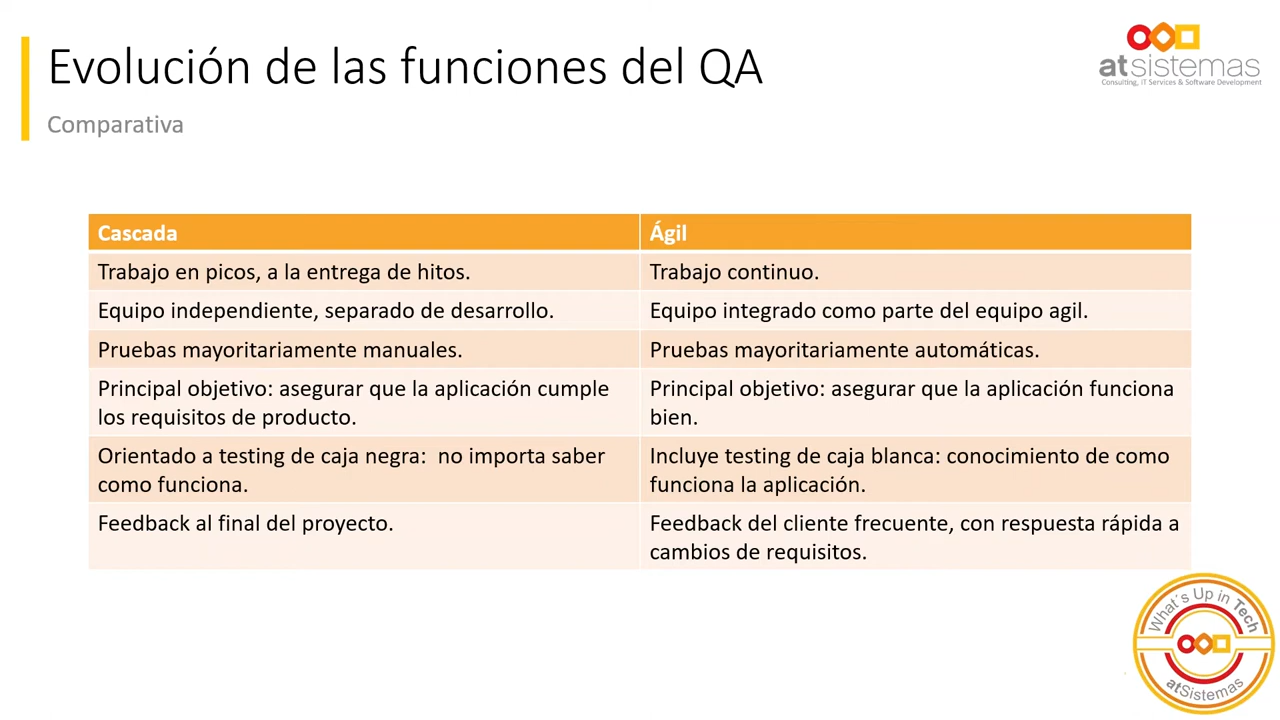 Evolución de las funciones del QA
Comparativa
atsistemas
Consulting, IT Services & Software Development
Cascada
Ágil
Trabajo en picos, a la entrega de hitos.
Trabajo continuo.
Equipo independiente, separado de desarrollo.
Equipo integrado como parte del equipo agil.
Pruebas mayoritariamente manuales.
Pruebas mayoritariamente automáticas.
Principal objetivo: asegurar que la aplicación cumple
los requisitos de producto.
Principal objetivo: asegurar que la aplicación funciona
bien.
Orientado a testing de caja negra:  no importa saber
como funciona.
Incluye testing de caja blanca: conocimiento de como
funciona la aplicación.
Feedback al final del proyecto.
Feedback del cliente frecuente, con respuesta rápida a
cambios de requisitos.
What´s Up in Tech
atSistemas